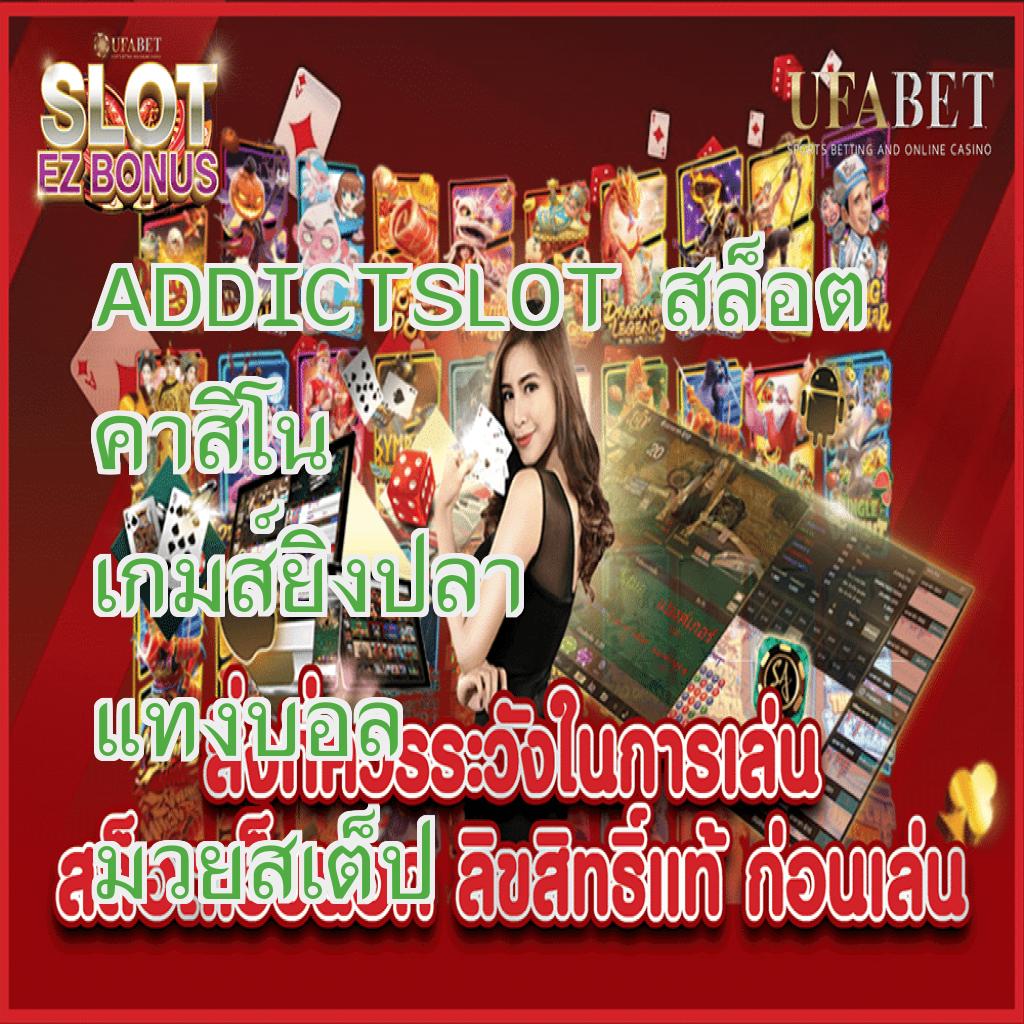 UFABET
SLOT
EZ BONUS
UFABET
SPORTS BETTING AND ONLINE CASINO
ADDICTSLOT สล็อต
คาสิโน
เกมส์ยิงปลา
แทงบอล
ในการเล่น
มวยสเต็ป
ลิขสิทธิ์แท้ ก่อนเล่น